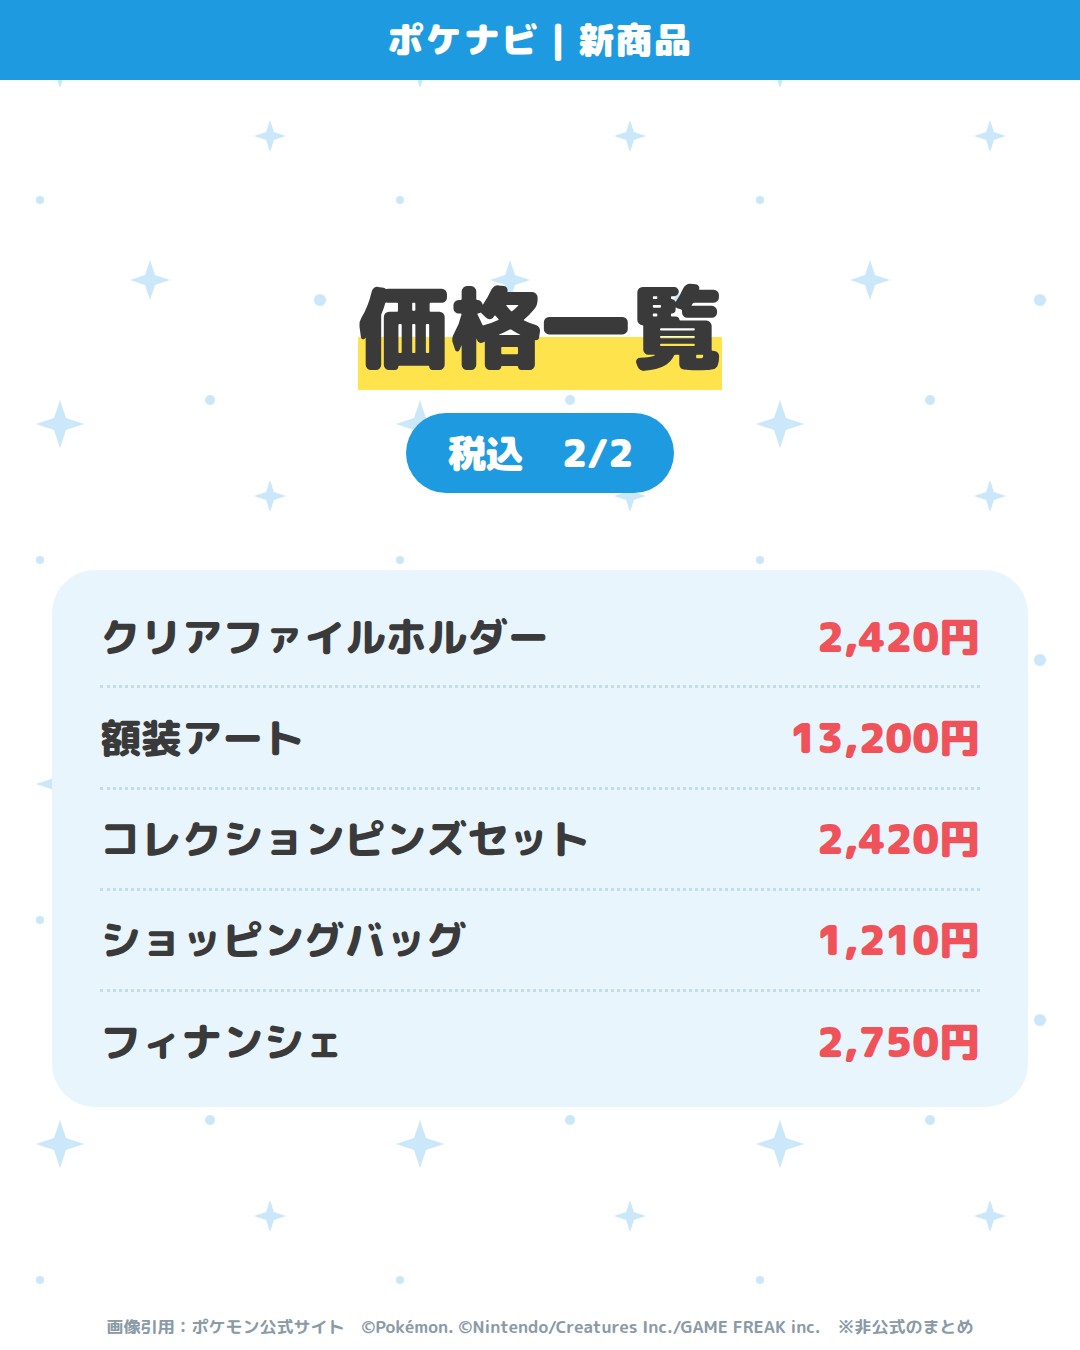 ポケナビ | 新商品
価格一覧
税込　2/2
クリアファイルホルダー　2,420円
額装アート　13,200円
コレクションピンズセット　2,420円
ショッピングバッグ　1,210円
フィナンシェ　2,750円
画像引用：ポケモン公式サイト　©Pokémon. ©Nintendo/Creatures Inc./GAME FREAK inc.　※非公式のまとめ